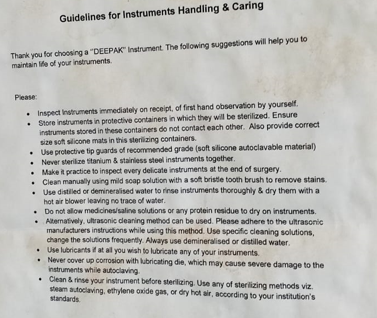 Guidelines for Instruments Handling & Caring
Thank you for choosing a "DEEPAK" Instrument. The following suggestions will help you to
maintain life of your instruments.
Please:
• Inspect Instruments immediately on receipt, of first hand observation by yourself.
• Store instruments in protective containers in which they will be sterilized. Ensure
instruments stored in these containers do not contact each other. Also provide correct
size soft silicone mats in this sterilizing containers.
• Use protective tip guards of recommended grade (soft silicone autoclavable material)
• Never sterilize titanium & stainless steel instruments together.
• Make it practice to inspect every delicate instruments at the end of surgery.
• Clean manually using mild soap solution with a soft bristle tooth brush to remove stains.
• Use distilled or demineralised water to rinse instruments thoroughly & dry them with a
hot air blower leaving no trace of water.
• Do not allow medicines/saline solutions or any protein residue to dry on instruments.
• Alternatively, ultrasonic cleaning method can be used. Please adhere to the ultrasonic
manufacturers instructions while using this method. Use specific cleaning solutions,
change the solutions frequently. Always use demineralised or distilled water.
• Use lubricants if at all you wish to lubricate any of your instruments.
• Never cover up corrosion with lubricating die, which may cause severe damage to the
instruments while autoclaving.
• Clean & rinse your instrument before sterilizing. Use any of sterilizing methods viz.
steam autoclaving, ethylene oxide gas, or dry hot air, according to your institution's
standards.